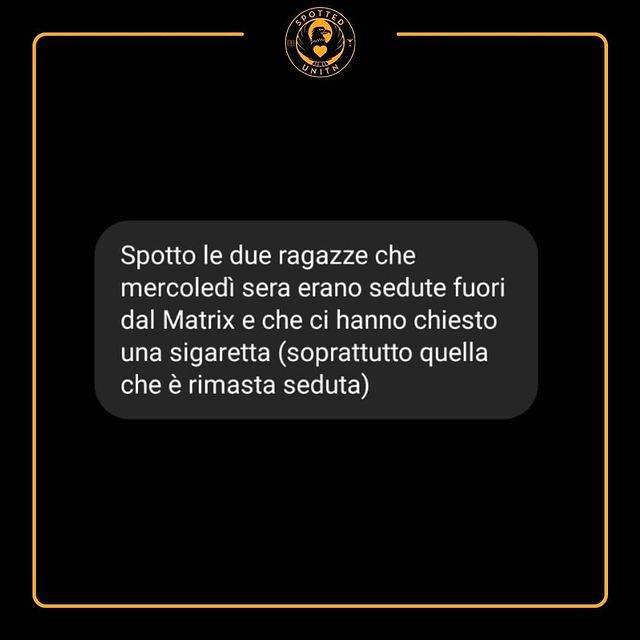 SPOTTED
UNITN
Spotto le due ragazze che
mercoledì sera erano sedute fuori
dal Matrix e che ci hanno chiesto
una sigaretta (soprattutto quella
che è rimasta seduta)